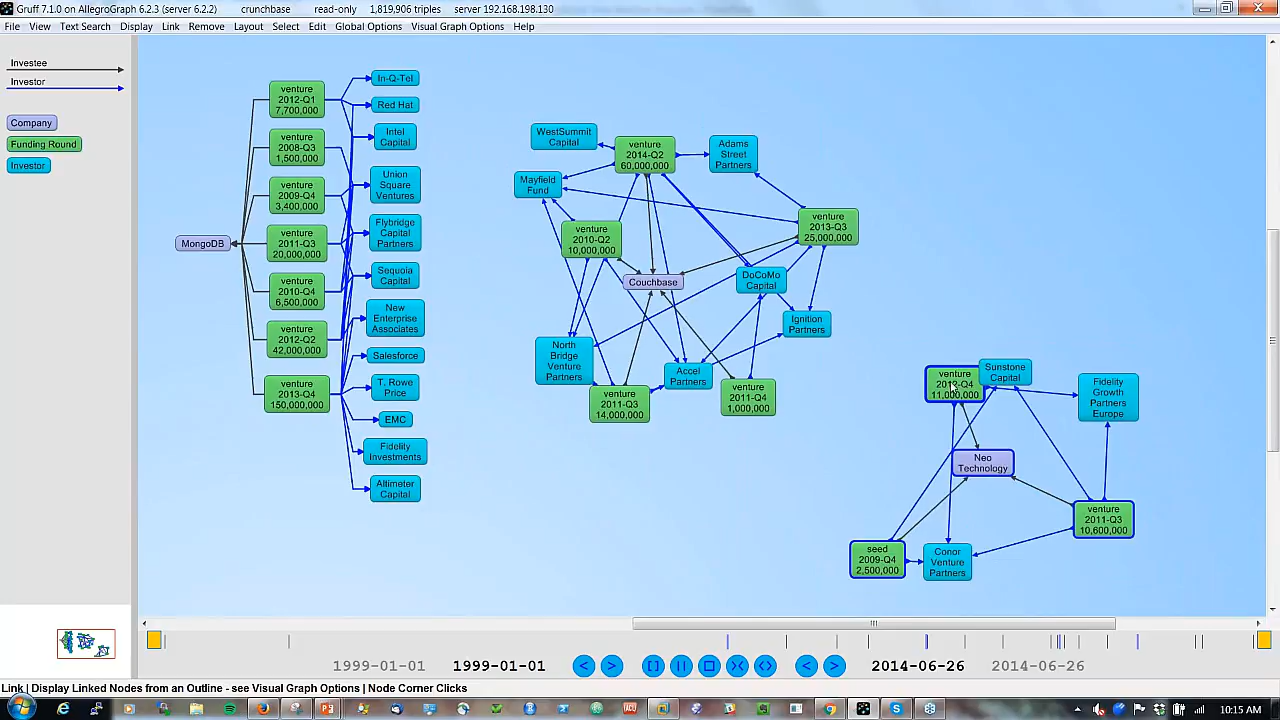 Gruff 7.1.0 on AllegroGraph 6.2.3 (server 6.2.2) crunchbase read-only 1,819,906 triples server 192.168.198.130
File View Text Search Display Link Remove Layout Select Edit Global Options Visual Graph Options Help
Investee
Investor
Company
Funding Round
Investor
MongoDB
venture
2012-Q1
7,700,000
venture
2008-Q3
1,500,000
venture
2009-Q4
3,400,000
venture
2011-Q3
20,000,000
venture
2010-Q4
6,500,000
venture
2012-Q2
42,000,000
venture
2013-Q4
150,000,000
In-Q-Tel
Red Hat
Intel
Capital
Union
Square
Ventures
Flybridge
Capital
Partners
Sequoia
Capital
New
Enterprise
Associates
Salesforce
T. Rowe
Price
EMC
Fidelity
Investments
Altimeter
Capital
WestSummit
Capital
venture
2014-Q2
60,000,000
Adams
Street
Partners
Mayfield
Fund
venture
2010-Q2
10,000,000
venture
2013-Q3
25,000,000
Couchbase
DoCoMo
Capital
Ignition
Partners
North
Bridge
Venture
Partners
Accel
Partners
venture
2011-Q3
14,000,000
venture
2011-Q4
1,000,000
venture
2012-Q4
11,000,000
Sunstone
Capital
Fidelity
Growth
Partners
Europe
Neo
Technology
venture
2011-Q3
10,600,000
seed
2009-Q4
2,500,000
Conor
Venture
Partners
1999-01-01 1999-01-01 2014-06-26 2014-06-26
Link | Display Linked Nodes from an Outline - see Visual Graph Options | Node Corner Clicks
10:15 AM